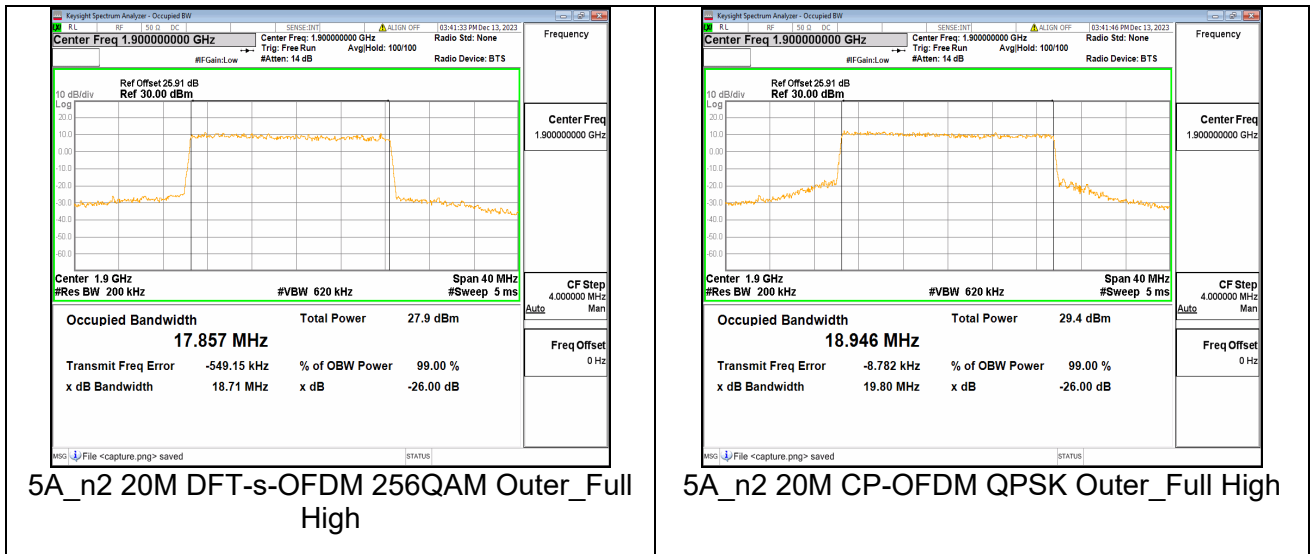 Keysight Spectrum Analyzer - Occupied BW
RL RF 50 Ω DC SENSE:INT ALIGN OFF 03:41:33 PM Dec 13, 2023
Center Freq 1.900000000 GHz
Center Freq: 1.900000000 GHz Radio Std: None
Trig: Free Run Avg|Hold: 100/100
#IFGain:Low #Atten: 14 dB Radio Device: BTS
Frequency
Ref Offset 25.91 dB
10 dB/div Ref 30.00 dBm
Log
20.0
10.0
0.00
-10.0
-20.0
-30.0
-40.0
-50.0
-60.0
Center 1.9 GHz Span 40 MHz
#Res BW 200 kHz #VBW 620 kHz #Sweep 5 ms
Center Freq
1.900000000 GHz
CF Step
4.000000 MHz
Auto Man
Freq Offset
0 Hz
Occupied Bandwidth Total Power 27.9 dBm
17.857 MHz
Transmit Freq Error -549.15 kHz % of OBW Power 99.00 %
x dB Bandwidth 18.71 MHz x dB -26.00 dB
MSG File <capture.png> saved STATUS
5A_n2 20M DFT-s-OFDM 256QAM Outer_Full
High
Keysight Spectrum Analyzer - Occupied BW
RL RF 50 Ω DC SENSE:INT ALIGN OFF 03:41:46 PM Dec 13, 2023
Center Freq 1.900000000 GHz
Center Freq: 1.900000000 GHz Radio Std: None
Trig: Free Run Avg|Hold: 100/100
#IFGain:Low #Atten: 14 dB Radio Device: BTS
Frequency
Ref Offset 25.91 dB
10 dB/div Ref 30.00 dBm
Log
20.0
10.0
0.00
-10.0
-20.0
-30.0
-40.0
-50.0
-60.0
Center 1.9 GHz Span 40 MHz
#Res BW 200 kHz #VBW 620 kHz #Sweep 5 ms
Center Freq
1.900000000 GHz
CF Step
4.000000 MHz
Auto Man
Freq Offset
0 Hz
Occupied Bandwidth Total Power 29.4 dBm
18.946 MHz
Transmit Freq Error -8.782 kHz % of OBW Power 99.00 %
x dB Bandwidth 19.80 MHz x dB -26.00 dB
MSG File <capture.png> saved STATUS
5A_n2 20M CP-OFDM QPSK Outer_Full High